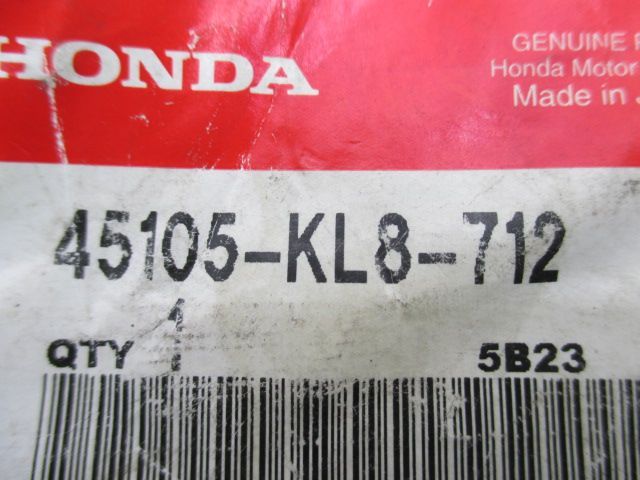 HONDA
GENUINE
Honda Motor
Made in
45105-KL8-712
QTY 1
5B23